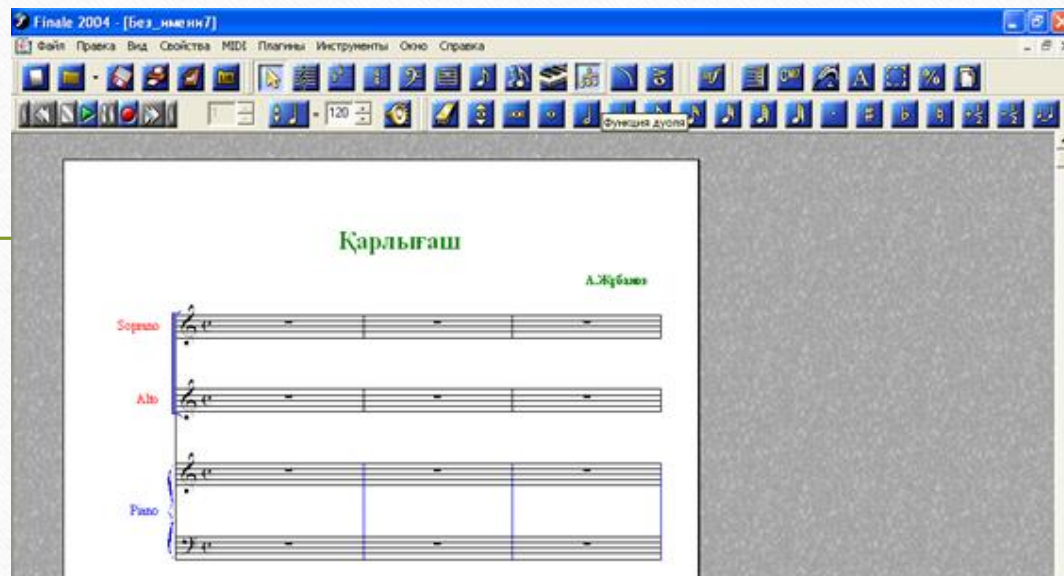 Finale 2004 - [Без_имени7]
Файл Правка Вид Свойства MIDI Плагины Инструменты Окно Справка
= 120
Функция дуоля
Қарлығаш
А.Жұбанов
Soprano
Alto
Piano